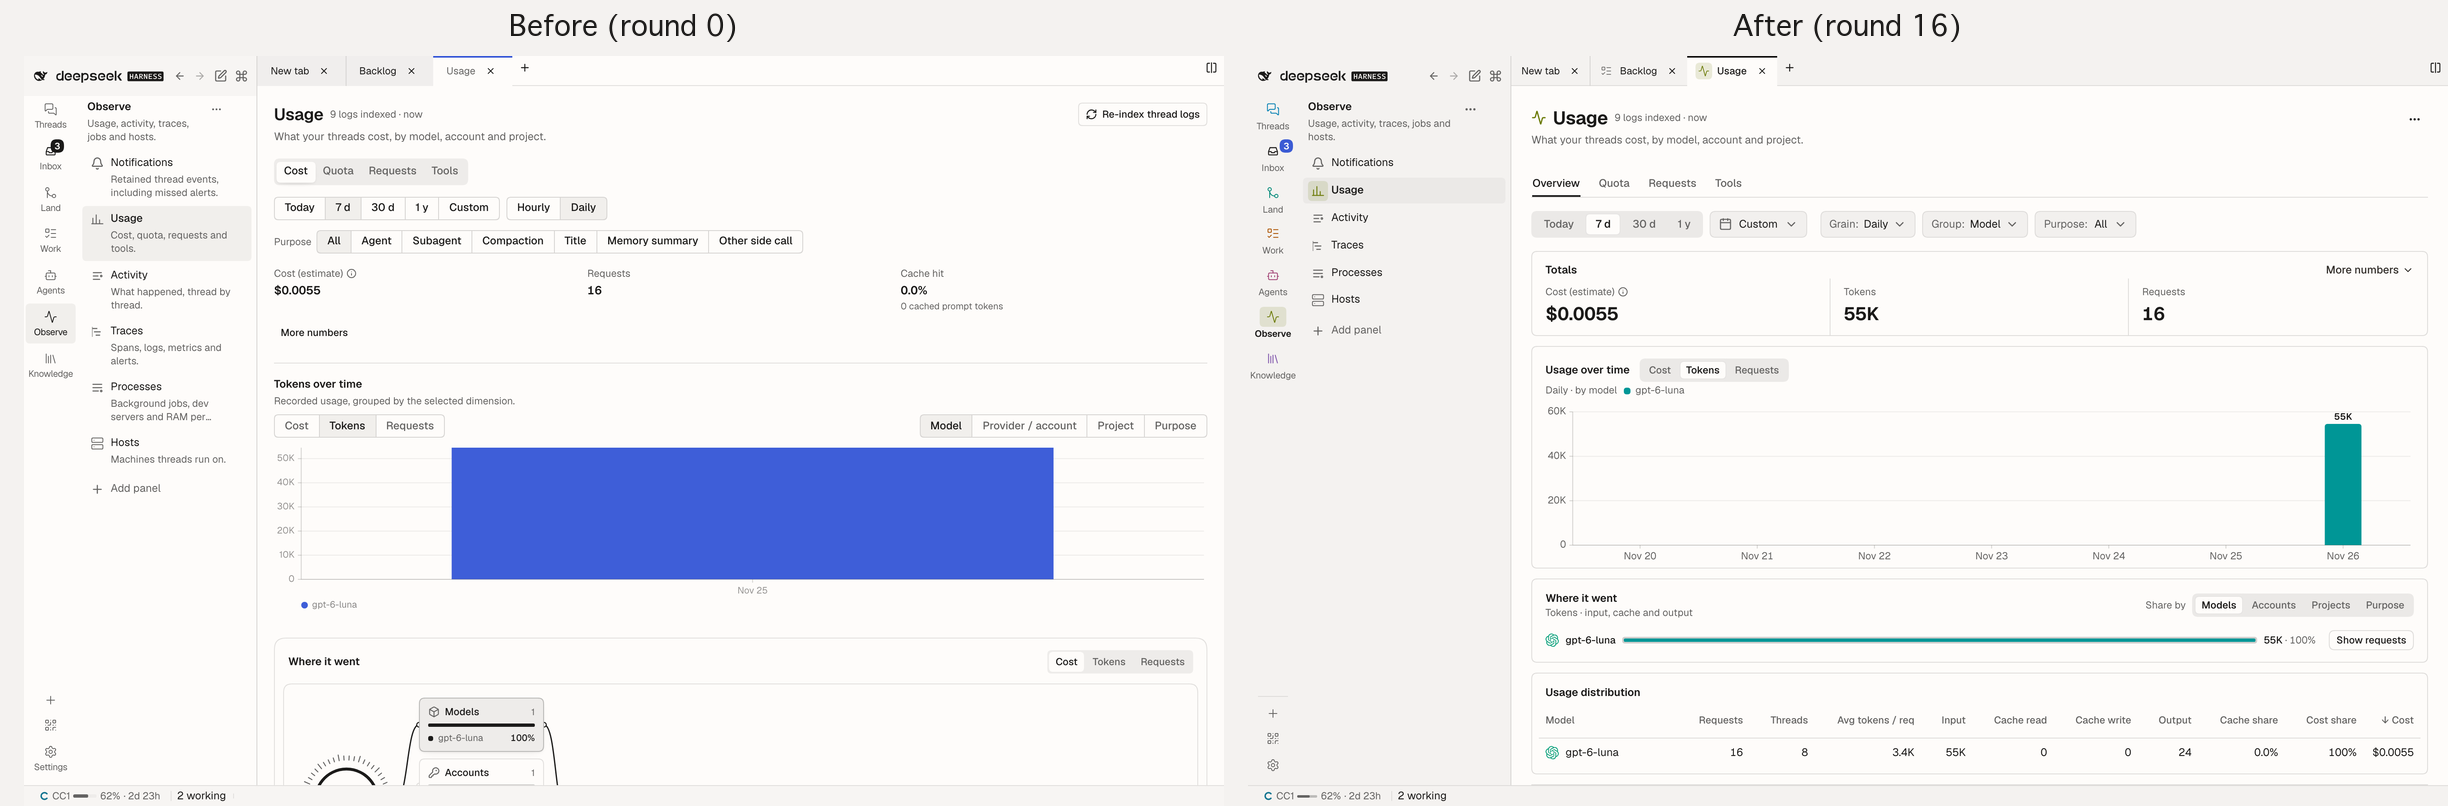 Before (round 0)
deepseek HARNESS
Threads
3
Inbox
Land
Work
Agents
Observe
Knowledge
Settings
Observe
Usage, activity, traces,
jobs and hosts.
Notifications
Retained thread events,
including missed alerts.
Usage
Cost, quota, requests and
tools.
Activity
What happened, thread by
thread.
Traces
Spans, logs, metrics and
alerts.
Processes
Background jobs, dev
servers and RAM per...
Hosts
Machines threads run on.
Add panel
New tab
Backlog
Usage
Usage 9 logs indexed · now
Re-index thread logs
What your threads cost, by model, account and project.
Cost Quota Requests Tools
Today 7 d 30 d 1 y Custom Hourly Daily
Purpose All Agent Subagent Compaction Title Memory summary Other side call
Cost (estimate) Requests Cache hit
$0.0055 16 0.0%
0 cached prompt tokens
More numbers
Tokens over time
Recorded usage, grouped by the selected dimension.
Cost Tokens Requests Model Provider / account Project Purpose
50K
40K
30K
20K
10K
0
Nov 25
gpt-6-luna
Where it went Cost Tokens Requests
Models 1
gpt-6-luna 100%
Accounts 1
CC1 62% · 2d 23h 2 working
After (round 16)
deepseek HARNESS
Threads
3
Inbox
Land
Work
Agents
Observe
Knowledge
Observe
Usage, activity, traces, jobs and
hosts.
Notifications
Usage
Activity
Traces
Processes
Hosts
Add panel
New tab
Backlog
Usage
Usage 9 logs indexed · now
What your threads cost, by model, account and project.
Overview Quota Requests Tools
Today 7 d 30 d 1 y Custom Grain: Daily Group: Model Purpose: All
Totals More numbers
Cost (estimate) Tokens Requests
$0.0055 55K 16
Usage over time Cost Tokens Requests
Daily · by model gpt-6-luna
60K
40K
20K
0
55K
Nov 20 Nov 21 Nov 22 Nov 23 Nov 24 Nov 25 Nov 26
Where it went
Tokens · input, cache and output
Share by Models Accounts Projects Purpose
gpt-6-luna 55K · 100% Show requests
Usage distribution
Model Requests Threads Avg tokens / req Input Cache read Cache write Output Cache share Cost share ↓ Cost
gpt-6-luna 16 8 3.4K 55K 0 0 24 0.0% 100% $0.0055
CC1 62% · 2d 23h 2 working